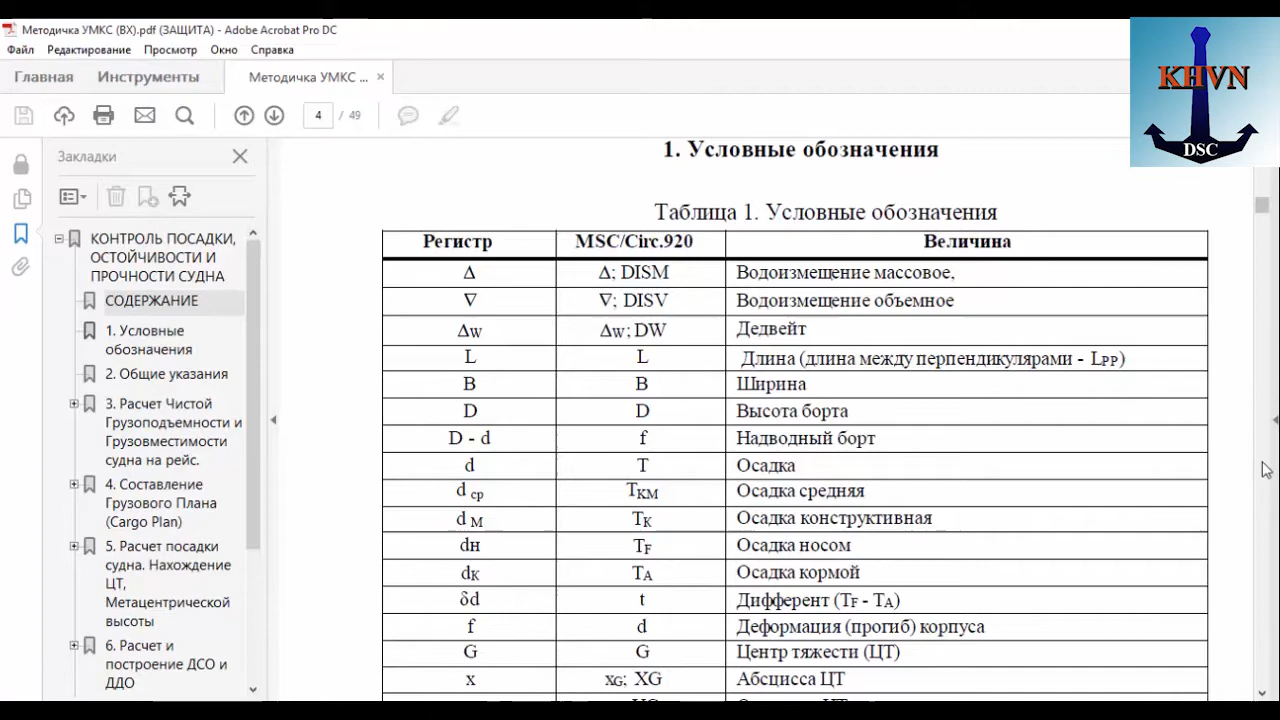 Методичка УМКС (ВХ).pdf (ЗАЩИТА) - Adobe Acrobat Pro DC
Файл Редактирование Просмотр Окно Справка
Главная Инструменты Методичка УМКС ... ×
4 / 49
KHVN
DSC
Закладки
КОНТРОЛЬ ПОСАДКИ,
ОСТОЙЧИВОСТИ И
ПРОЧНОСТИ СУДНА
СОДЕРЖАНИЕ
1. Условные
обозначения
2. Общие указания
3. Расчет Чистой
Грузоподъемности и
Грузовместимости
судна на рейс.
4. Составление
Грузового Плана
(Cargo Plan)
5. Расчет посадки
судна. Нахождение
ЦТ,
Метацентрической
высоты
6. Расчет и
построение ДСО и
ДДО
1. Условные обозначения
Таблица 1. Условные обозначения
Регистр MSC/Circ.920 Величина
Δ Δ; DISM Водоизмещение массовое,
∇ ∇; DISV Водоизмещение объемное
ΔW ΔW; DW Дедвейт
L L Длина (длина между перпендикулярами - LPP)
B B Ширина
D D Высота борта
D - d f Надводный борт
d T Осадка
d ср TKM Осадка средняя
d M TK Осадка конструктивная
dн TF Осадка носом
dK TA Осадка кормой
δd t Дифферент (TF - TA)
f d Деформация (прогиб) корпуса
G G Центр тяжести (ЦТ)
x xG; XG Абсцисса ЦТ